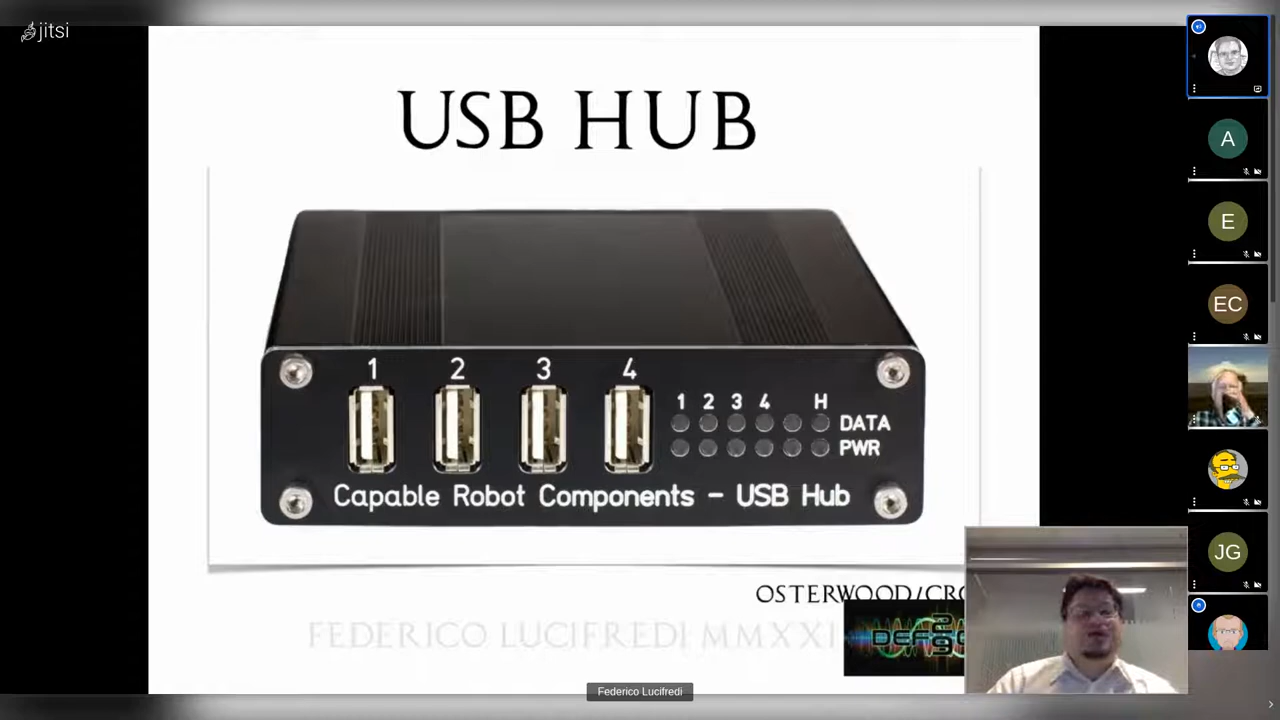 jitsi
USB HUB
1 2 3 4
1 2 3 4 H
DATA
PWR
Capable Robot Components - USB Hub
FEDERICO LUCIFREDI MMXXI
Federico Lucifredi
A
E
EC
JG